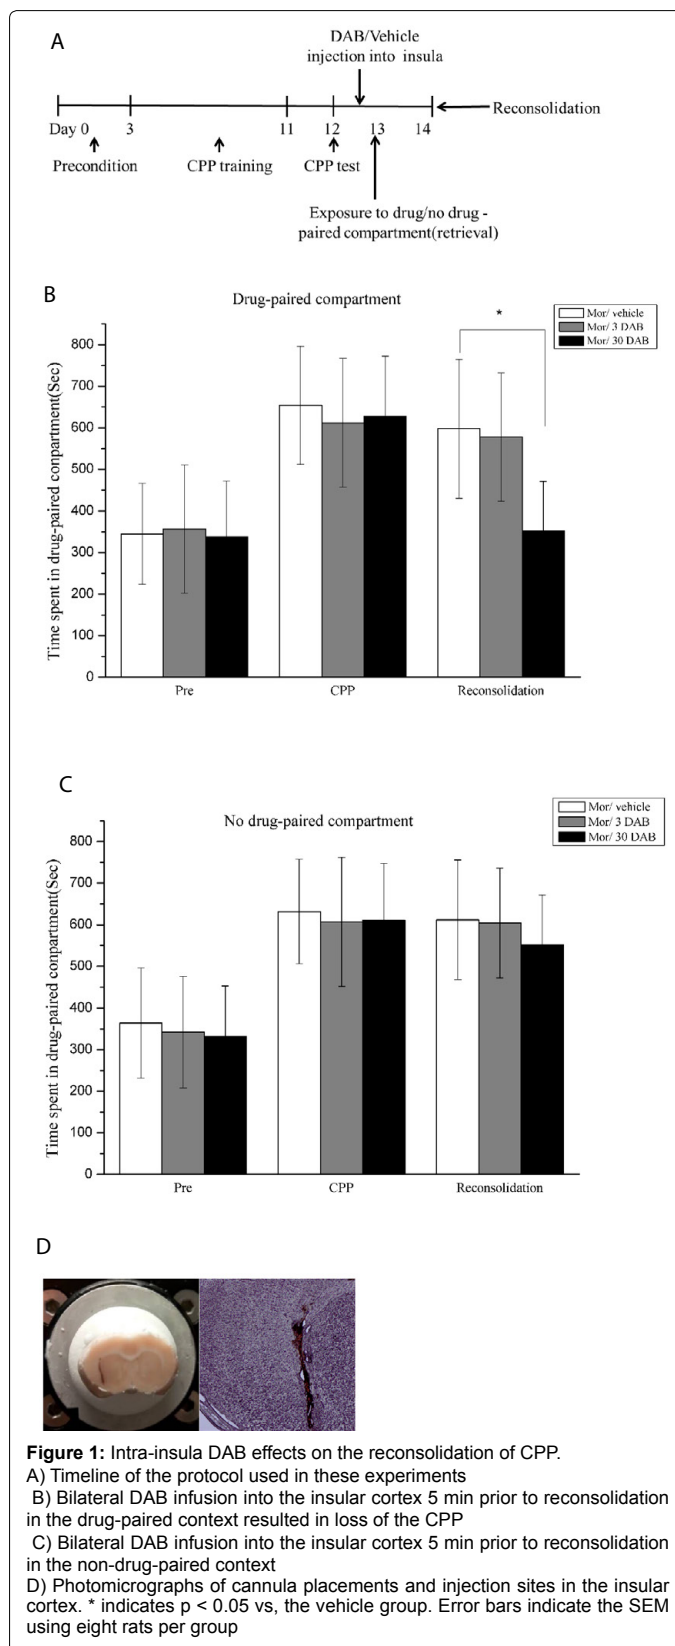 A
DAB/Vehicle
injection into insula
Reconsolidation
Day 0
3
11
12
13
14
Precondition
CPP training
CPP test
Exposure to drug/no drug -
paired compartment(retrieval)
B
Drug-paired compartment
*
Mor/ vehicle
Mor/ 3 DAB
Mor/ 30 DAB
Time spent in drug-paired conpartment(Sec)
800
700
600
500
400
300
200
100
0
Pre
CPP
Reconsolidation
C
No drug-paired compartment
Mor/ vehicle
Mor/ 3 DAB
Mor/ 30 DAB
Time spent in drug-paired compartment(Sec)
800
700
600
500
400
300
200
100
0
Pre
CPP
Reconsolidation
D
Figure 1: Intra-insula DAB effects on the reconsolidation of CPP.
A) Timeline of the protocol used in these experiments
B) Bilateral DAB infusion into the insular cortex 5 min prior to reconsolidation
in the drug-paired context resulted in loss of the CPP
C) Bilateral DAB infusion into the insular cortex 5 min prior to reconsolidation
in the non-drug-paired context
D) Photomicrographs of cannula placements and injection sites in the insular
cortex. * indicates p < 0.05 vs, the vehicle group. Error bars indicate the SEM
using eight rats per group